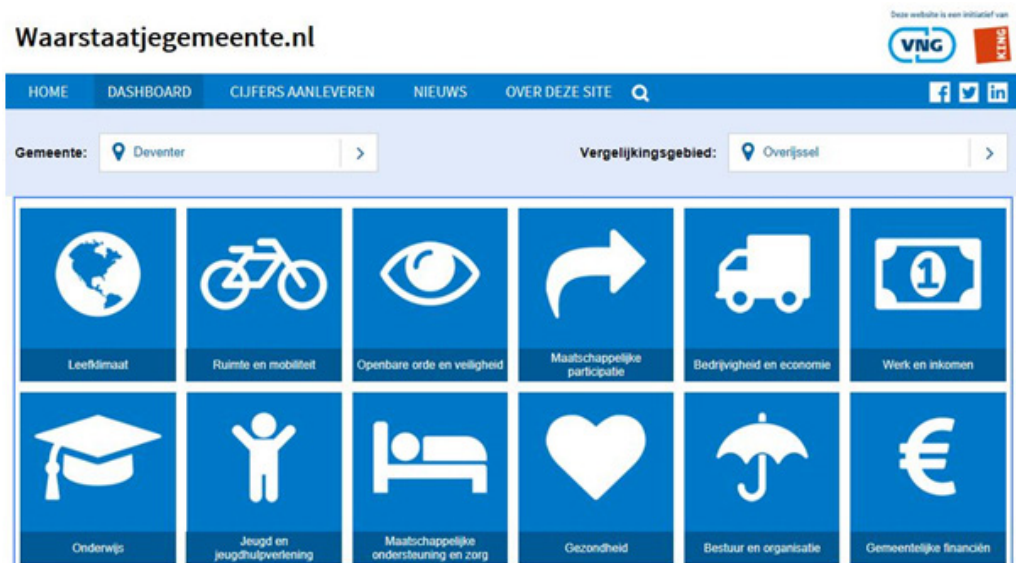 Deze website is een initiatief van
Waarstaatjegemeente.nl
VNG
KING
HOME DASHBOARD CIJFERS AANLEVEREN NIEUWS OVER DEZE SITE
f in
Gemeente: Deventer > Vergelijkingsgebied: Overijssel >
1
Leefklimaat
Ruimte en mobiliteit
Openbare orde en veiligheid
Maatschappelijke
participatie
Bedrijvigheid en economie
Werk en inkomen
€
Onderwijs
Jeugd en
jeugdhulpverlening
Maatschappelijke
ondersteuning en zorg
Gezondheid
Bestuur en organisatie
Gemeentelijke financiën